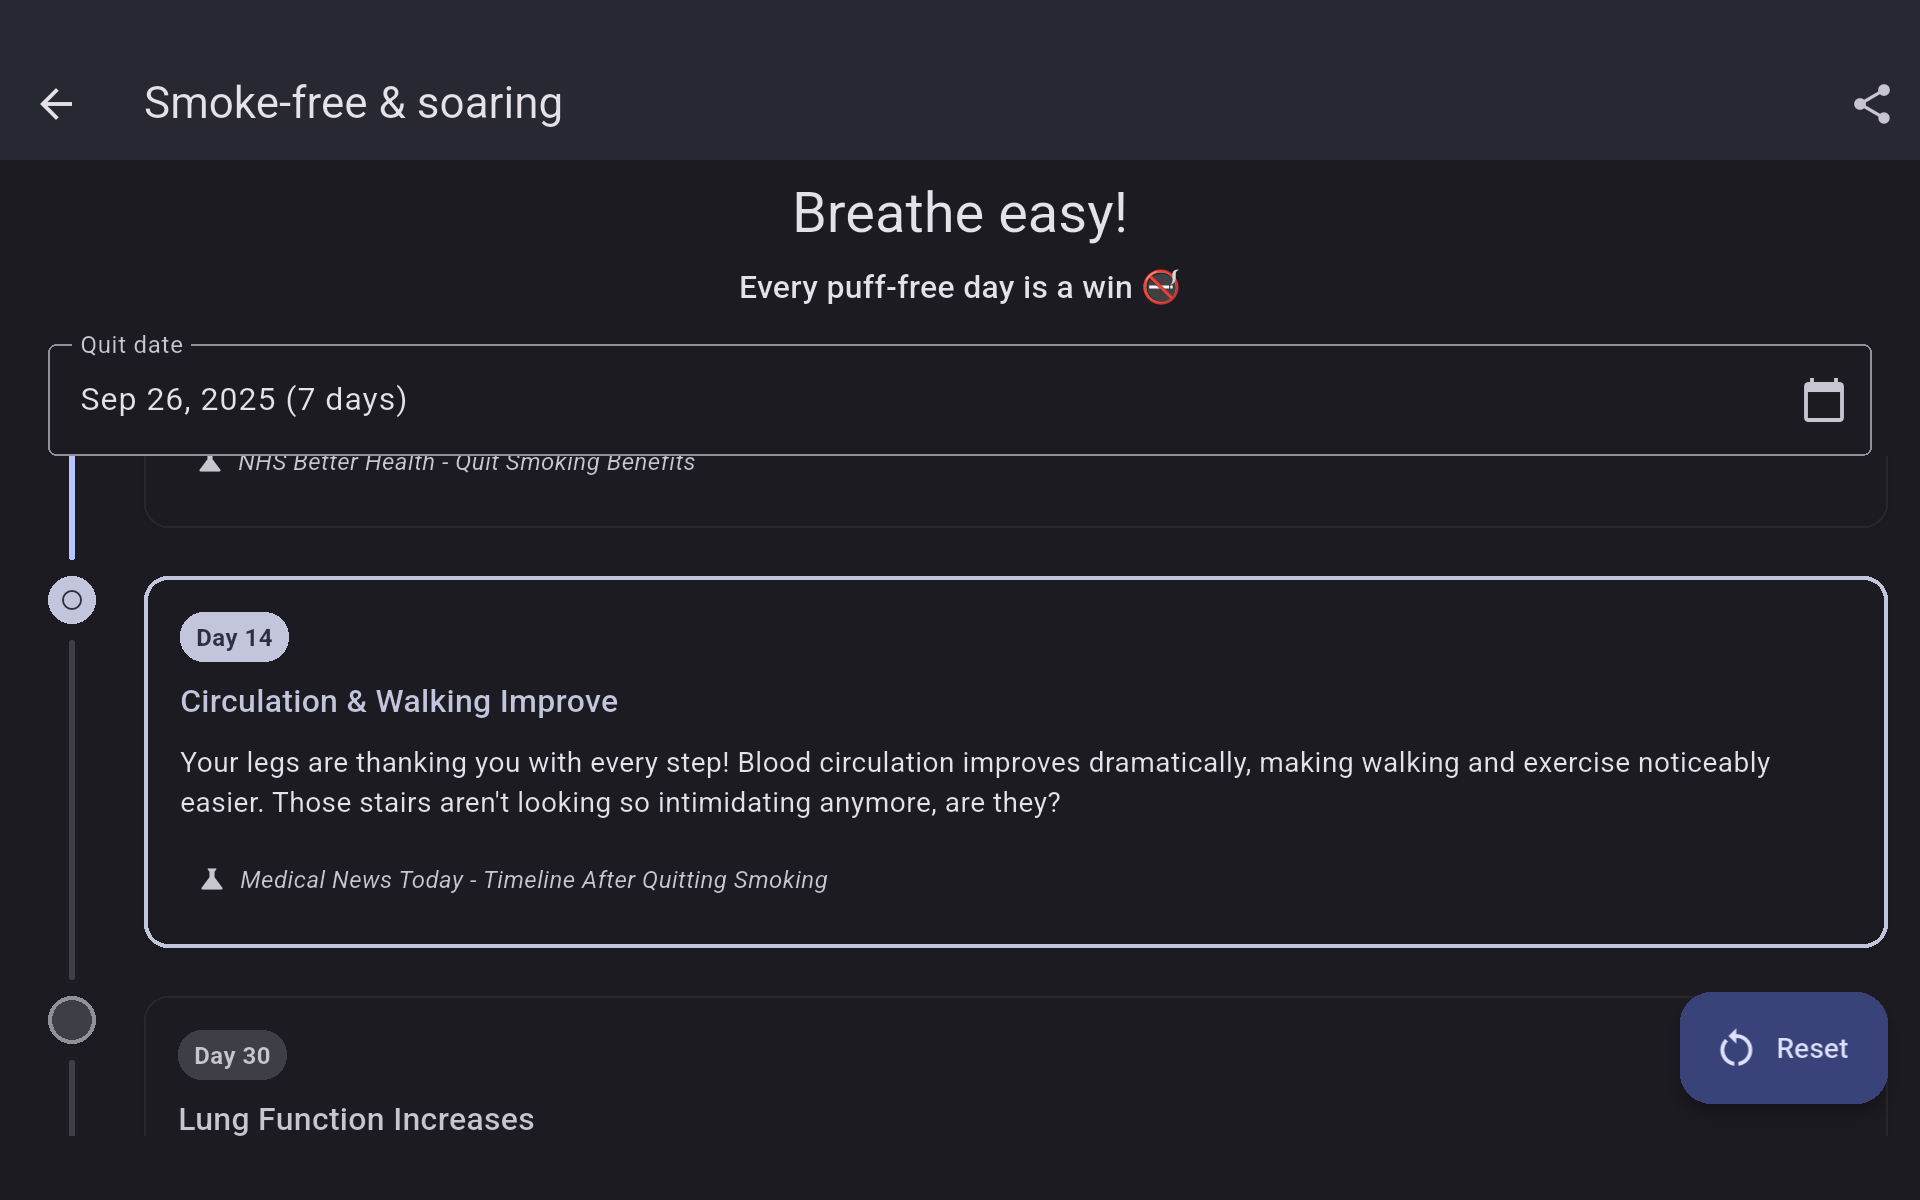 Smoke-free & soaring
Breathe easy!
Every puff-free day is a win 🚭
Quit date
Sep 26, 2025 (7 days)
NHS Better Health - Quit Smoking Benefits
Day 14
Circulation & Walking Improve
Your legs are thanking you with every step! Blood circulation improves dramatically, making walking and exercise noticeably
easier. Those stairs aren't looking so intimidating anymore, are they?
Medical News Today - Timeline After Quitting Smoking
Day 30
Reset
Lung Function Increases